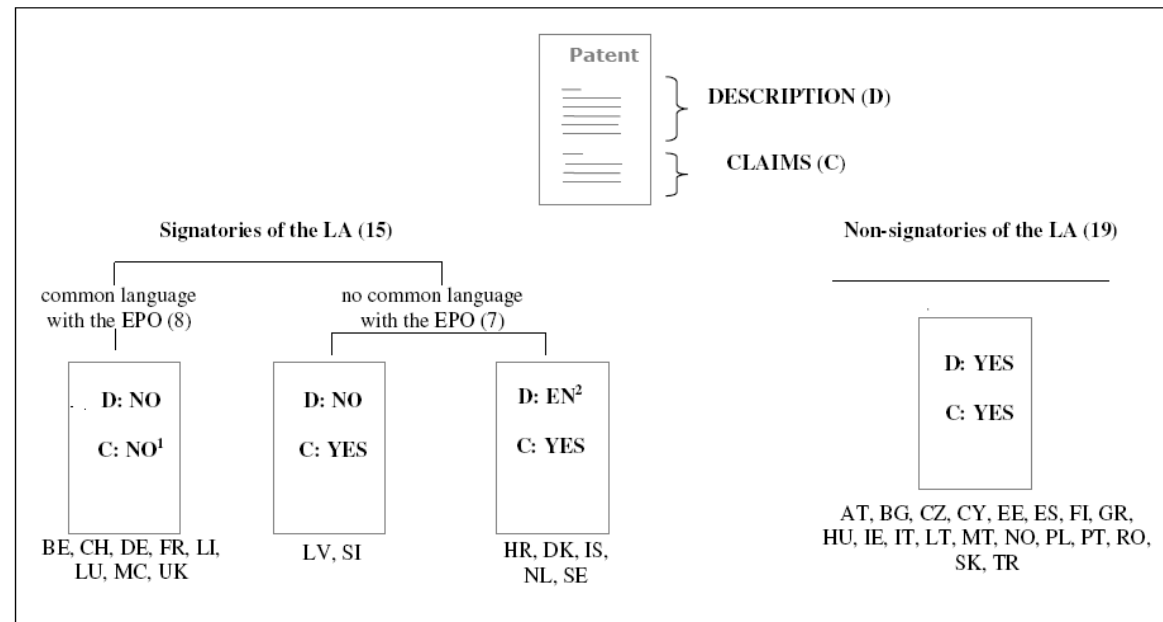 Patent
DESCRIPTION (D)
CLAIMS (C)
Signatories of the LA (15)
Non-signatories of the LA (19)
common language
with the EPO (8)
no common language
with the EPO (7)
D: NO
C: NO¹
BE, CH, DE, FR, LI,
LU, MC, UK
D: NO
C: YES
LV, SI
D: EN²
C: YES
HR, DK, IS,
NL, SE
D: YES
C: YES
AT, BG, CZ, CY, EE, ES, FI, GR,
HU, IE, IT, LT, MT, NO, PL, PT, RO,
SK, TR